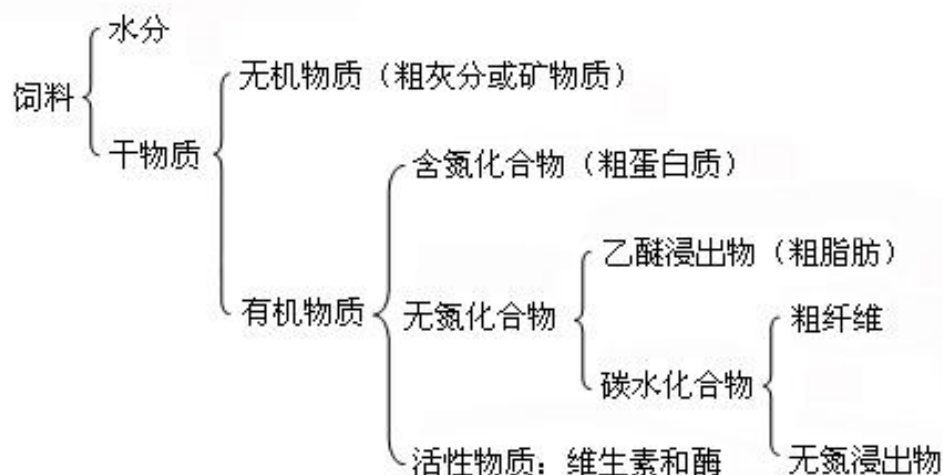 水分
无机物质（粗灰分或矿物质）
饲料
干物质
含氮化合物（粗蛋白质）
乙醚浸出物（粗脂肪）
有机物质
无氮化合物
粗纤维
碳水化合物
活性物质：维生素和酶
无氮浸出物